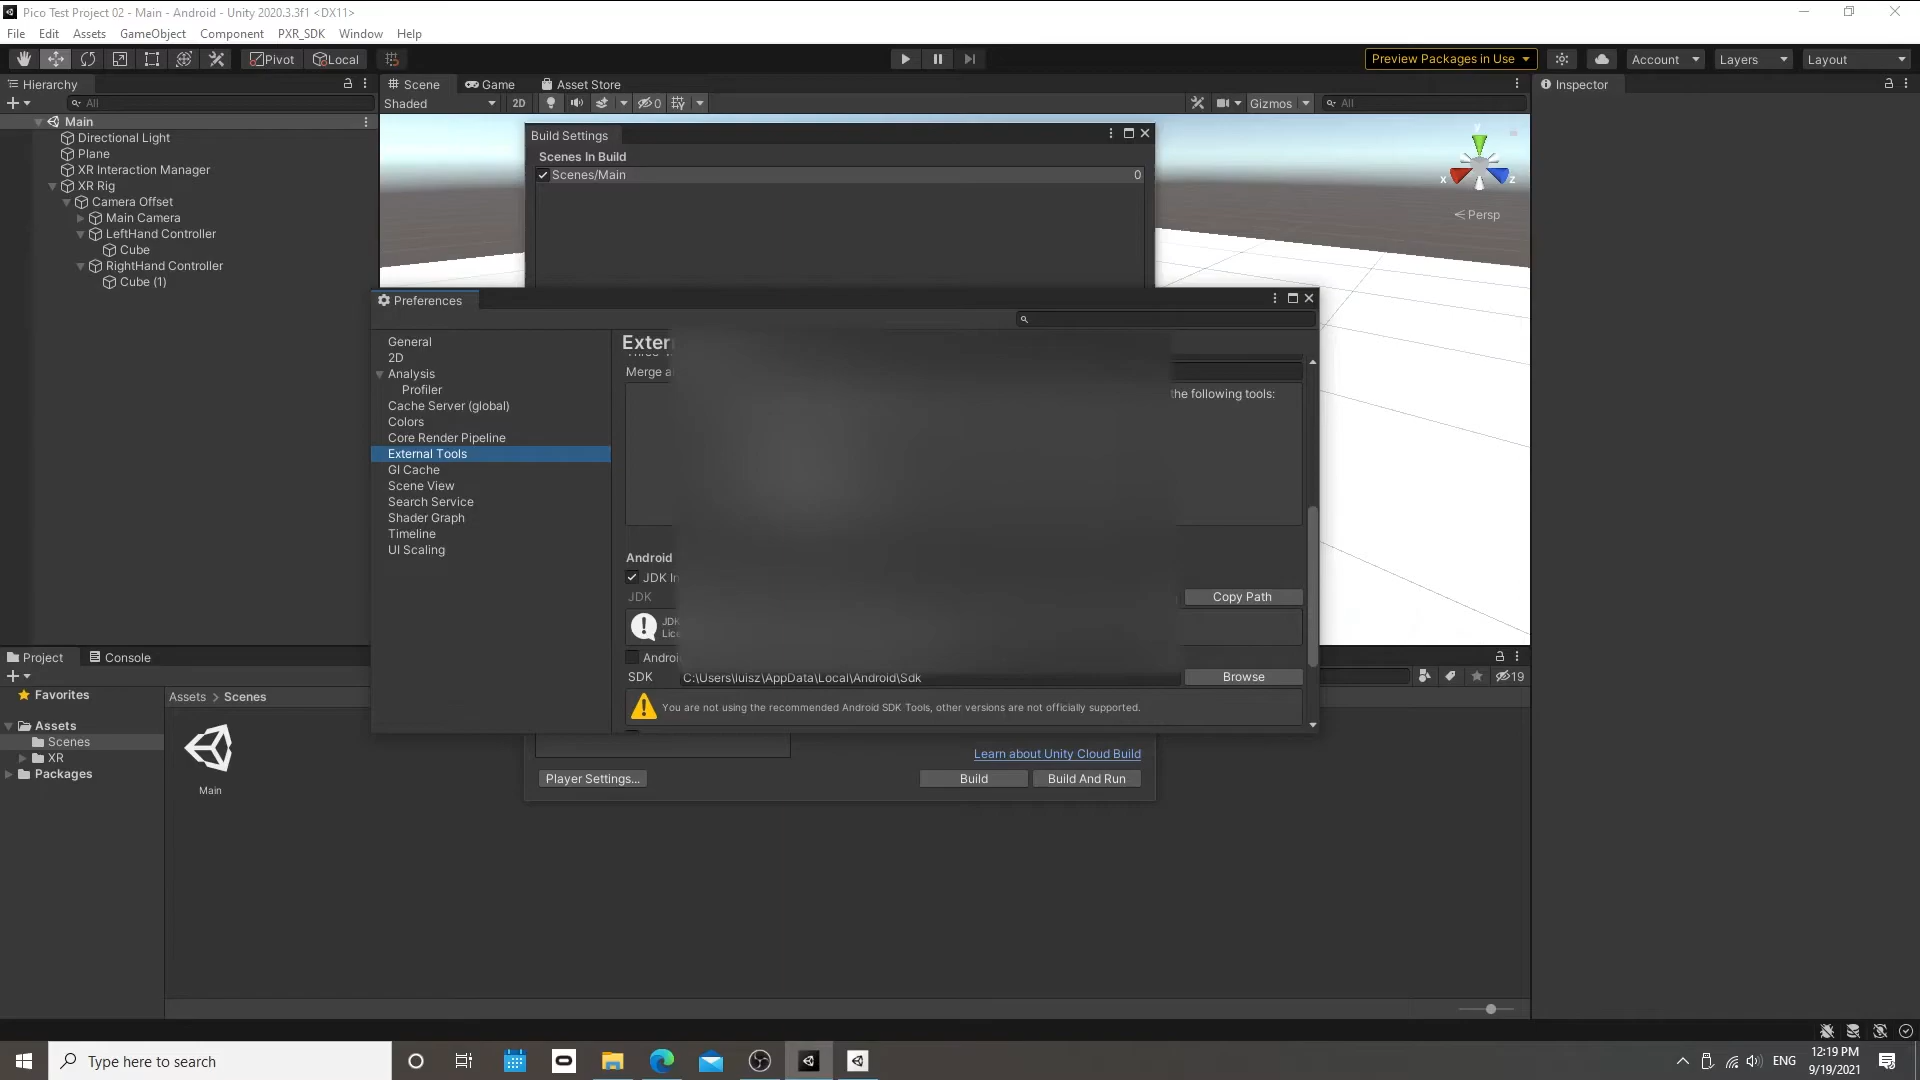 Pico Test Project 02 - Main - Android - Unity 2020.3.3f1 <DX11>
File Edit Assets GameObject Component PXR_SDK Window Help
Pivot Local Preview Packages in Use Account Layers Layout
Hierarchy
All
Main
Directional Light
Plane
XR Interaction Manager
XR Rig
Camera Offset
Main Camera
LeftHand Controller
Cube
RightHand Controller
Cube (1)
Scene Game Asset Store
Shaded 2D 0 Gizmos All
y
x z
< Persp
Inspector
Build Settings
Scenes In Build
Scenes/Main 0
Preferences
General
2D
Analysis
Profiler
Cache Server (global)
Colors
Core Render Pipeline
External Tools
GI Cache
Scene View
Search Service
Shader Graph
Timeline
UI Scaling
Merge
the following tools:
Android
JDK
JDK Copy Path
JDK
SDK C:\Users\luisz\AppData\Local\Android\Sdk Browse
You are not using the recommended Android SDK Tools, other versions are not officially supported.
Learn about Unity Cloud Build
Player Settings... Build Build And Run
Project Console
19
Favorites
Assets
Scenes
XR
Packages
Assets > Scenes
Main
Type here to search
ENG
12:19 PM
9/19/2021